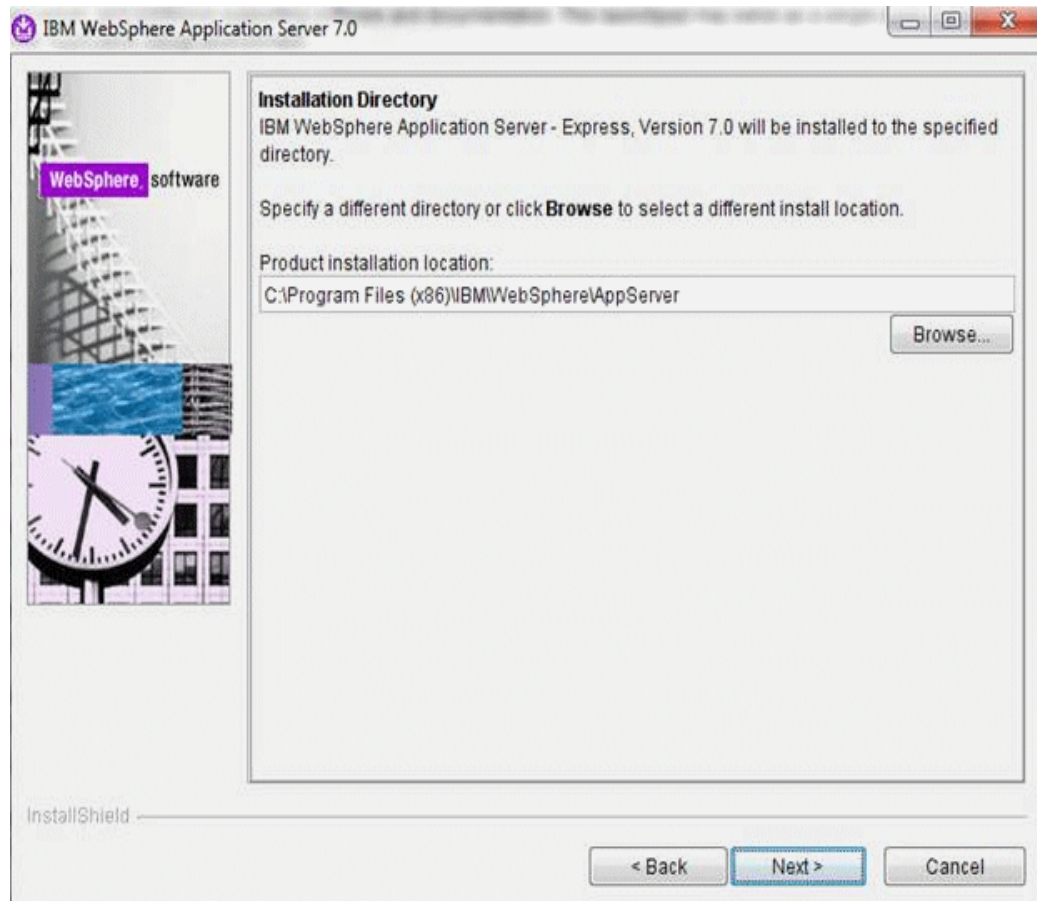 IBM WebSphere Application Server 7.0
WebSphere. software
Installation Directory
IBM WebSphere Application Server - Express, Version 7.0 will be installed to the specified
directory.
Specify a different directory or click Browse to select a different install location.
Product installation location:
C:\Program Files (x86)\IBM\WebSphere\AppServer
Browse...
InstallShield
< Back
Next >
Cancel